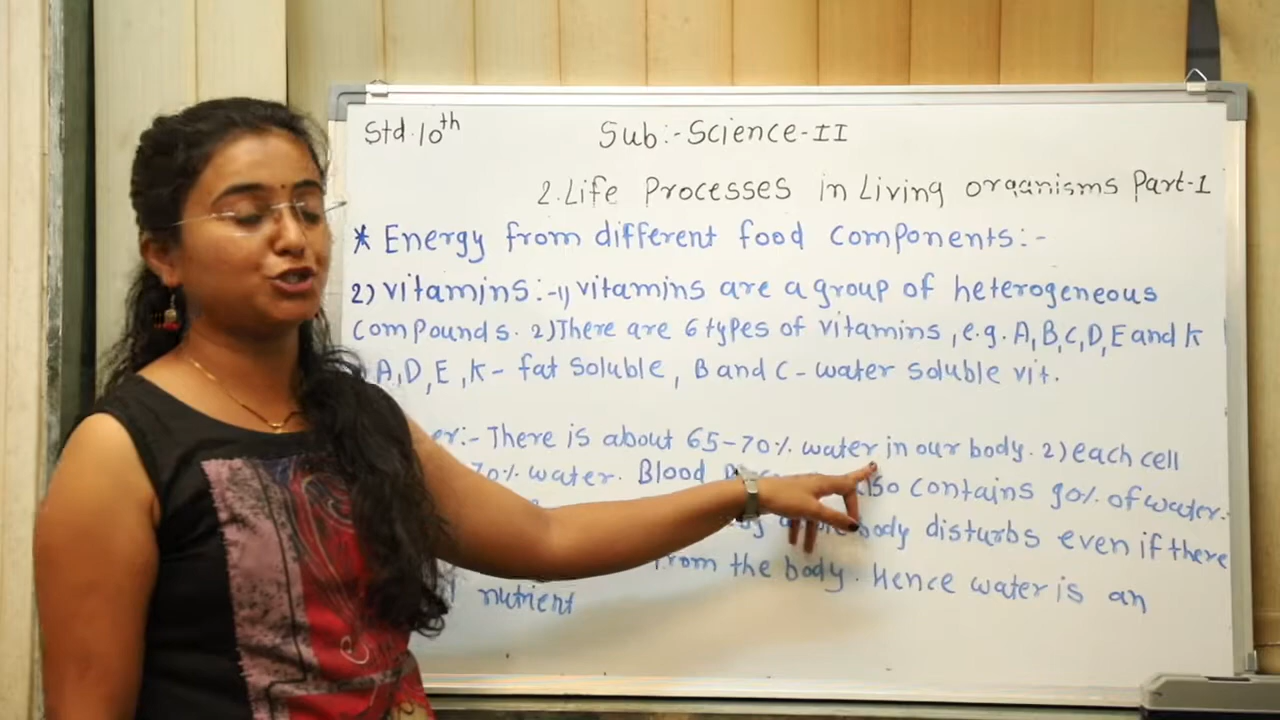 Std.10th
Sub:-Science-II
2.Life Processes in Living organisms Part-1
* Energy from different food components:-
2) vitamins:-1) vitamins are a group of heterogeneous
compounds. 2)There are 6 types of vitamins, e.g. A,B,C,D,E and K
A,D,E,K- fat soluble, B and C-water soluble vit.
er:- There is about 65-70% water in our body. 2) each cell
70% water. Blood also contains 90% of water.
body disturbs even if there
from the body. Hence water is an
nutrient